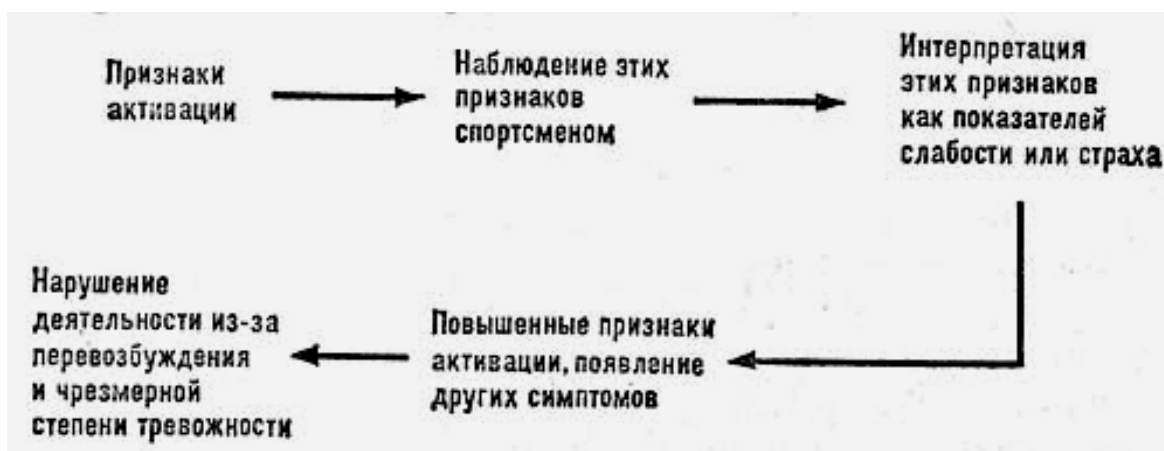 Признаки
активации
Наблюдение этих
признаков
спортсменом
Интерпретация
этих признаков
как показателей
слабости или страха
Повышенные признаки
активации, появление
других симптомов
Нарушение
деятельности из-за
перевозбуждения
и чрезмерной
степени тревожности